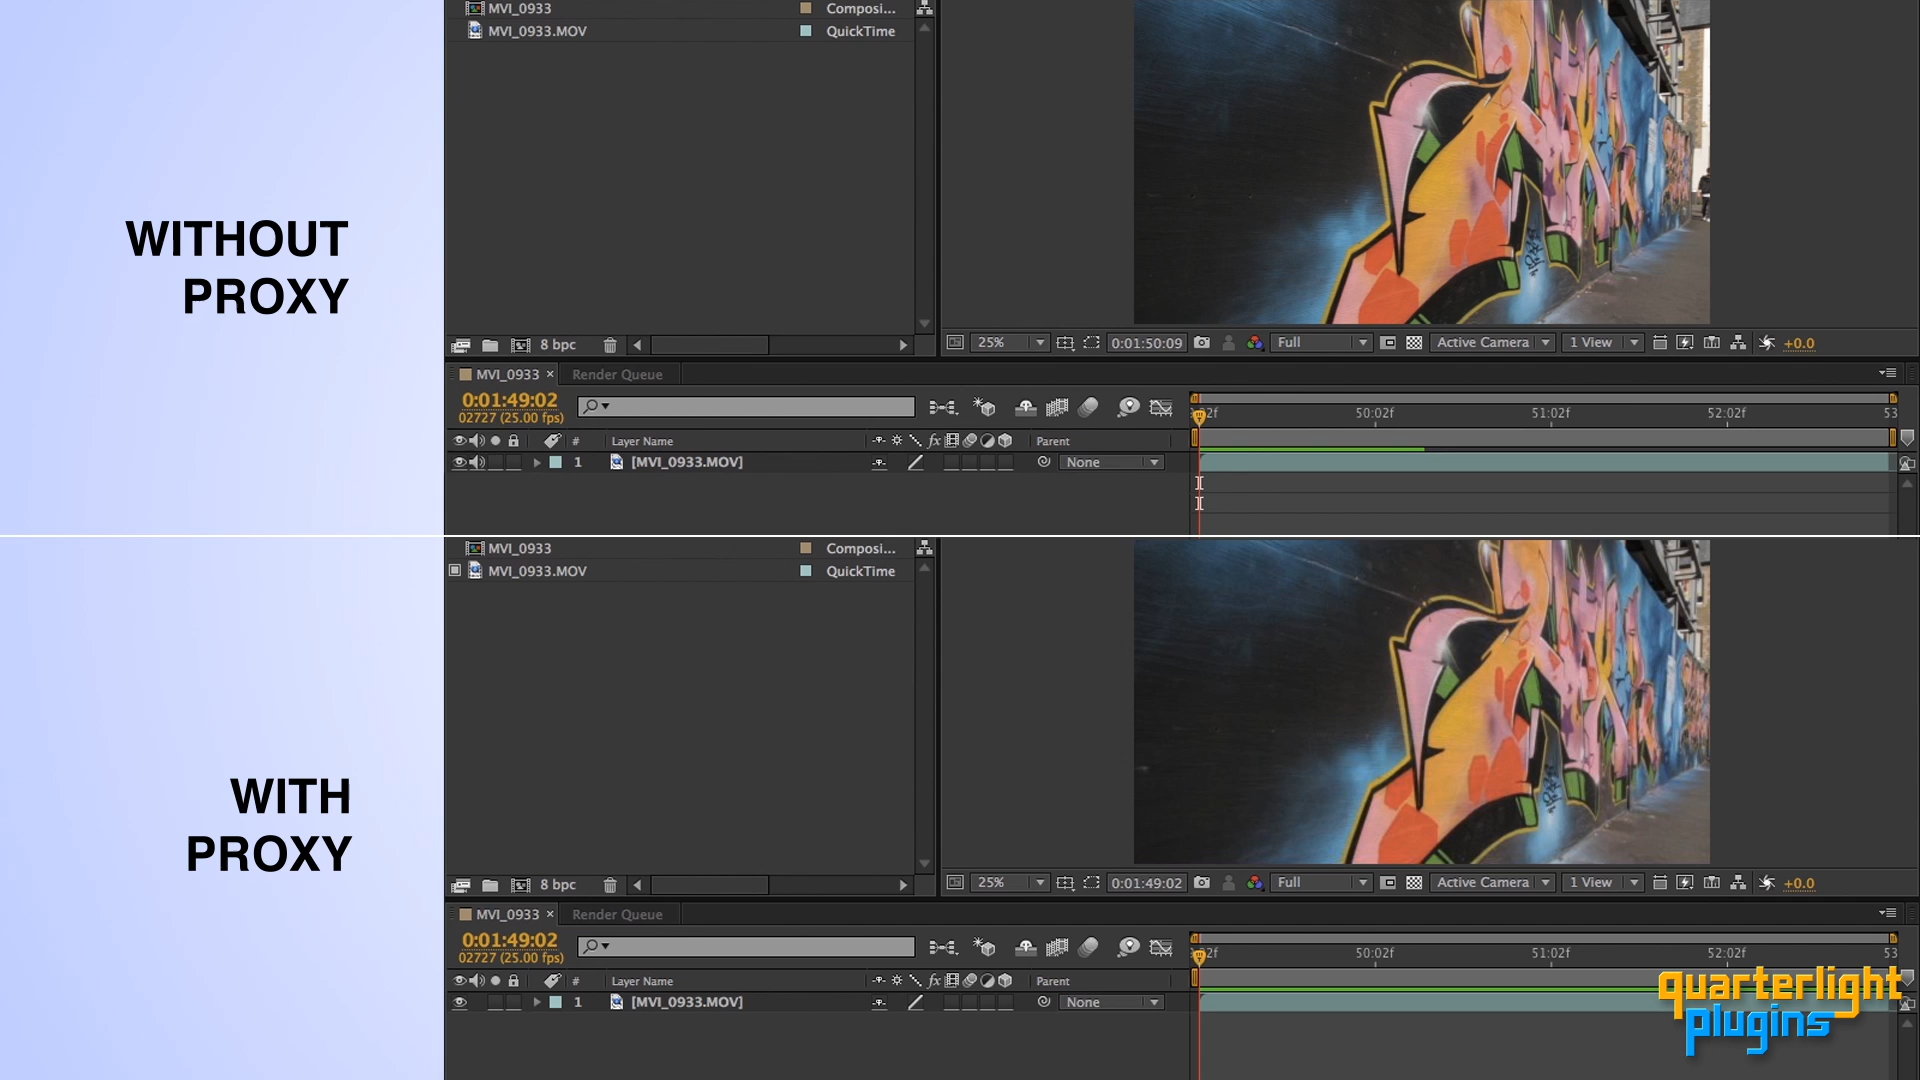 WITHOUT
PROXY
MVI_0933 Composi...
MVI_0933.MOV QuickTime
8 bpc
25% 0:01:50:09 Full Active Camera 1 View +0.0
MVI_0933 × Render Queue
0:01:49:02
02727 (25.00 fps)
:02f 50:02f 51:02f 52:02f 53
# Layer Name fx Parent
1 [MVI_0933.MOV] None
WITH
PROXY
MVI_0933 Composi...
MVI_0933.MOV QuickTime
8 bpc
25% 0:01:49:02 Full Active Camera 1 View +0.0
MVI_0933 × Render Queue
0:01:49:02
02727 (25.00 fps)
:02f 50:02f 51:02f 52:02f 53
# Layer Name fx Parent
1 [MVI_0933.MOV] None
quarterlight
plugins